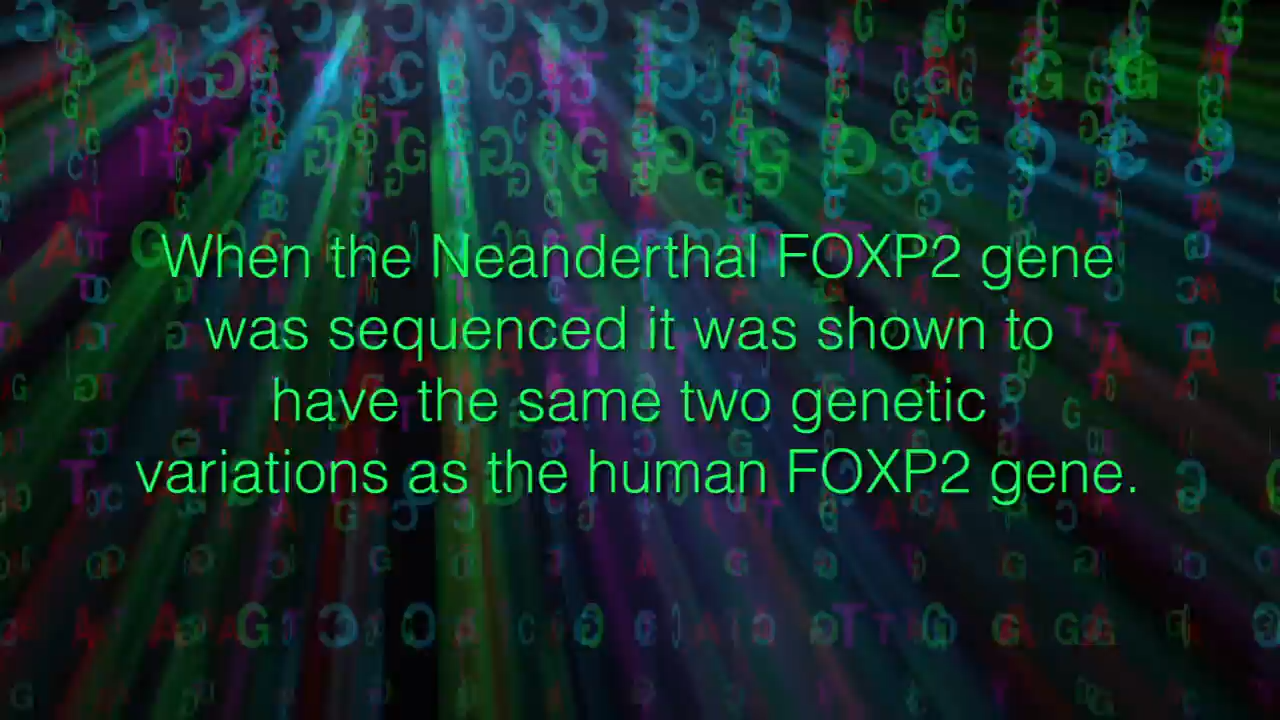 When the Neanderthal FOXP2 gene
was sequenced it was shown to
have the same two genetic
variations as the human FOXP2 gene.